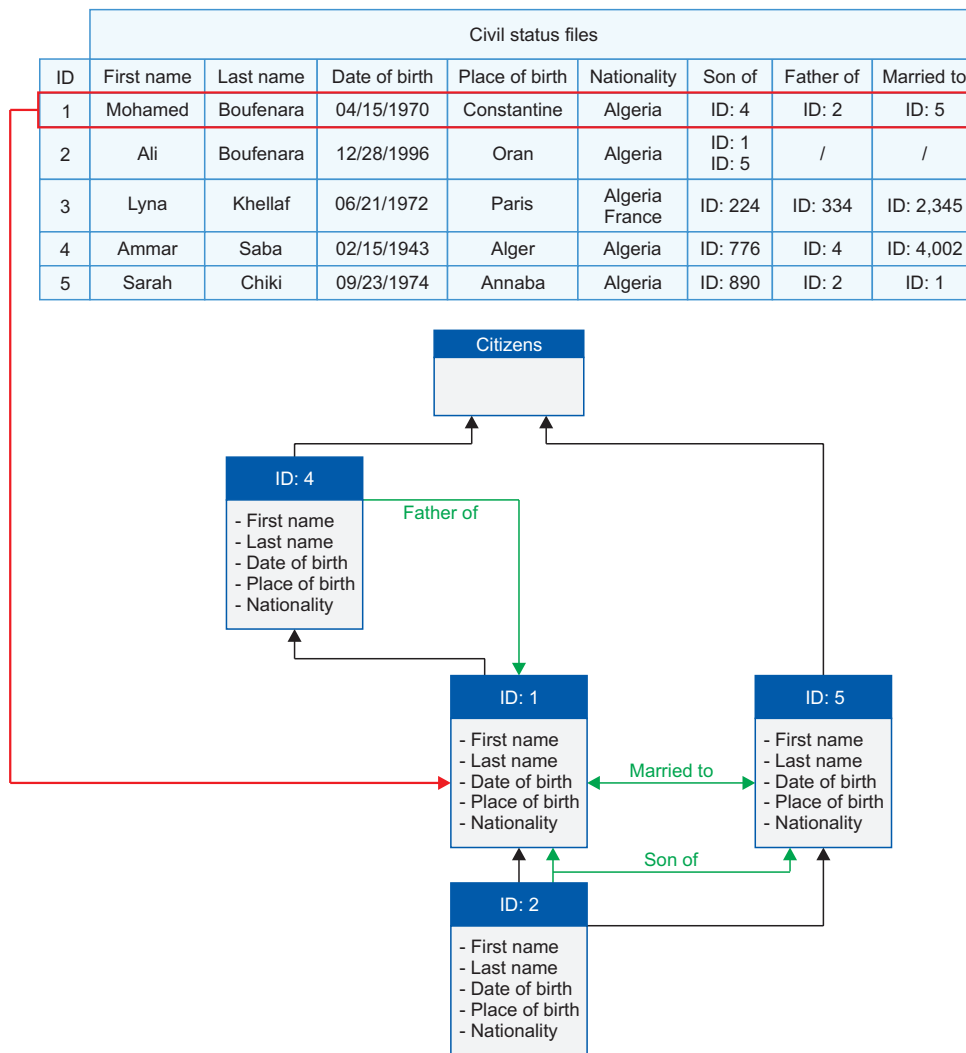 Civil status files
ID First name Last name Date of birth Place of birth Nationality Son of Father of Married to
1 Mohamed Boufenara 04/15/1970 Constantine Algeria ID: 4 ID: 2 ID: 5
2 Ali Boufenara 12/28/1996 Oran Algeria ID: 1 ID: 5 / /
3 Lyna Khellaf 06/21/1972 Paris Algeria France ID: 224 ID: 334 ID: 2,345
4 Ammar Saba 02/15/1943 Alger Algeria ID: 776 ID: 4 ID: 4,002
5 Sarah Chiki 09/23/1974 Annaba Algeria ID: 890 ID: 2 ID: 1
Citizens
ID: 4
- First name
- Last name
- Date of birth
- Place of birth
- Nationality
Father of
ID: 1
- First name
- Last name
- Date of birth
- Place of birth
- Nationality
Married to
ID: 5
- First name
- Last name
- Date of birth
- Place of birth
- Nationality
Son of
ID: 2
- First name
- Last name
- Date of birth
- Place of birth
- Nationality